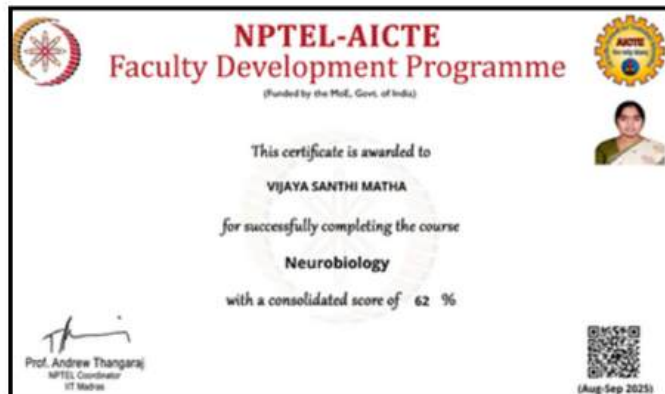 NPTEL-AICTE
Faculty Development Programme
(Funded by the MoE, Govt. of India)
AICTE
This certificate is awarded to
VIJAYA SANTHI MATHA
for successfully completing the course
Neurobiology
with a consolidated score of 62 %
Prof. Andrew Thangaraj
NPTEL Coordinator
IIT Madras
(Aug-Sep 2025)